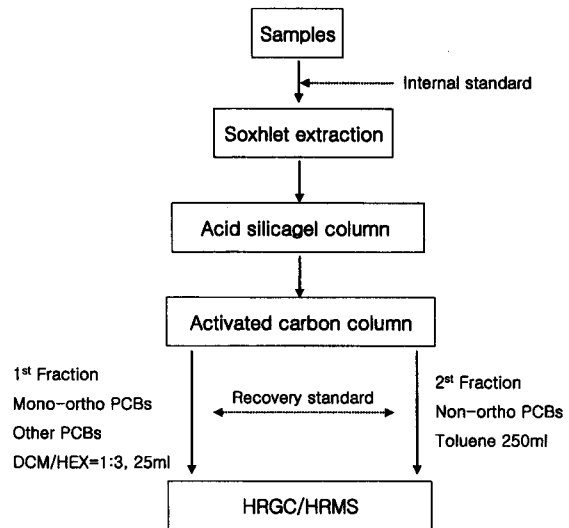 Samples
Internal standard
Soxhlet extraction
Acid silicagel column
Activated carbon column
1st Fraction
Mono-ortho PCBs
Other PCBs
DCM/HEX=1:3, 25ml
Recovery standard
2st Fraction
Non-ortho PCBs
Toluene 250ml
HRGC/HRMS